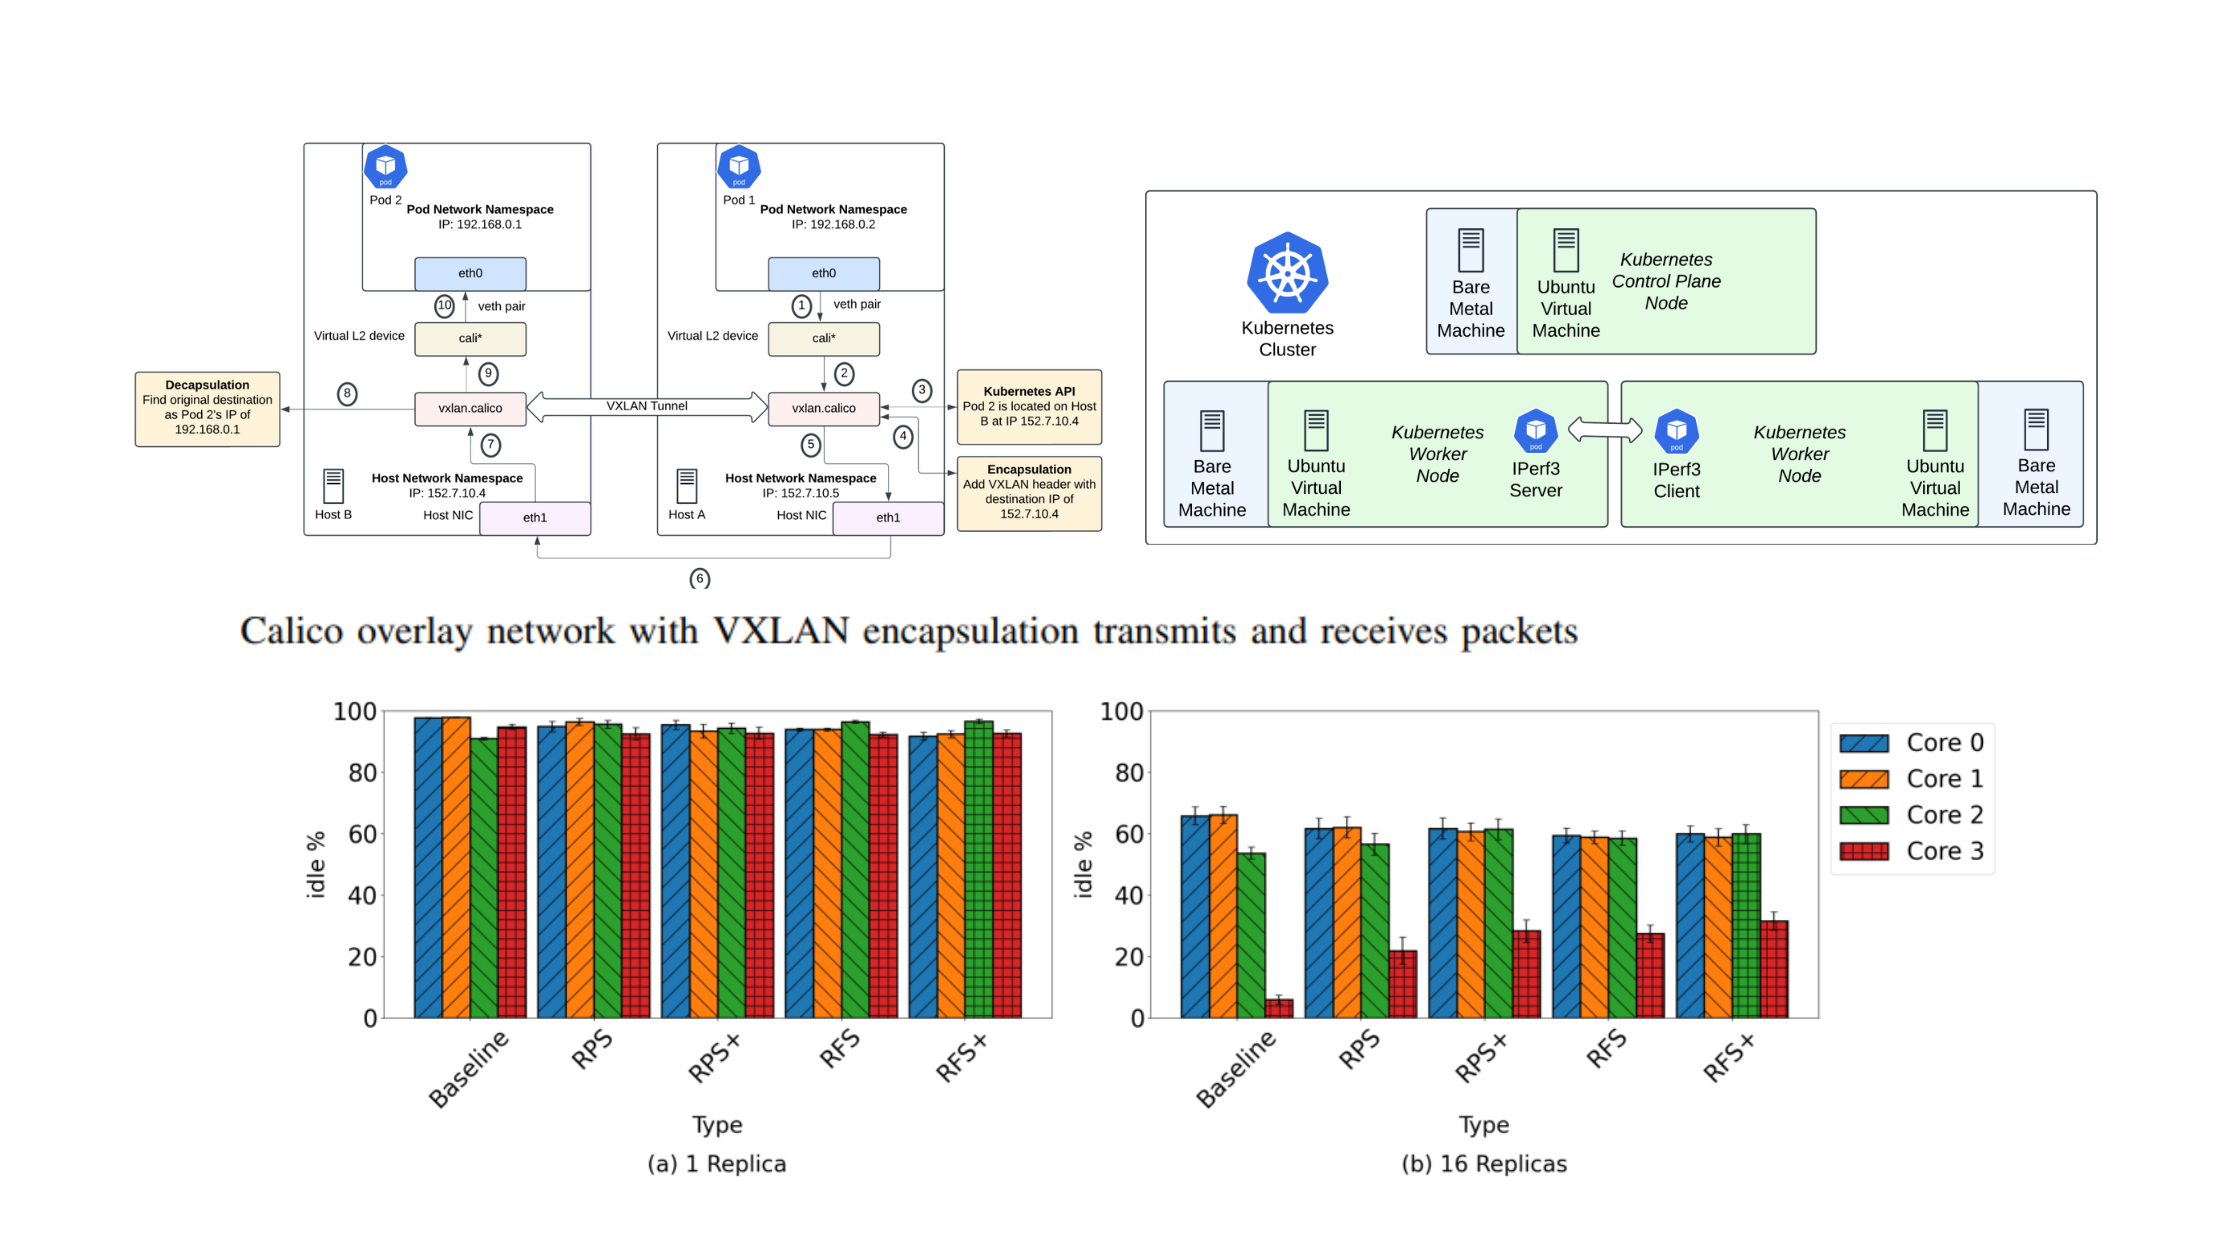 pod
Pod 2
Pod Network Namespace
IP: 192.168.0.1
eth0
10
veth pair
Virtual L2 device
cali*
9
8
Decapsulation
Find original destination
as Pod 2's IP of
192.168.0.1
vxlan.calico
VXLAN Tunnel
7
Host Network Namespace
IP: 152.7.10.4
Host B
Host NIC
eth1
pod
Pod 1
Pod Network Namespace
IP: 192.168.0.2
eth0
1
veth pair
Virtual L2 device
cali*
2
3
vxlan.calico
4
5
Kubernetes API
Pod 2 is located on Host
B at IP 152.7.10.4
Encapsulation
Add VXLAN header with
destination IP of
152.7.10.4
Host Network Namespace
IP: 152.7.10.5
Host A
Host NIC
eth1
6
Kubernetes
Cluster
Bare
Metal
Machine
Ubuntu
Virtual
Machine
Kubernetes
Control Plane
Node
Bare
Metal
Machine
Ubuntu
Virtual
Machine
Kubernetes
Worker
Node
pod
IPerf3
Server
pod
IPerf3
Client
Kubernetes
Worker
Node
Ubuntu
Virtual
Machine
Bare
Metal
Machine
Calico overlay network with VXLAN encapsulation transmits and receives packets
100
80
60
40
20
0
idle %
Baseline
RPS
RPS+
RFS
RFS+
Type
(a) 1 Replica
100
80
60
40
20
0
idle %
Baseline
RPS
RPS+
RFS
RFS+
Type
(b) 16 Replicas
Core 0
Core 1
Core 2
Core 3